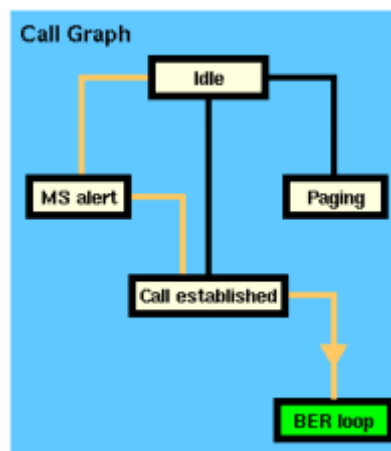 Call Graph
Idle
MS alert
Paging
Call established
BER loop